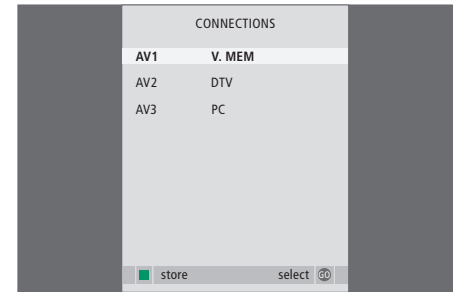 CONNECTIONS
AV1 V. MEM
AV2 DTV
AV3 PC
store select GO